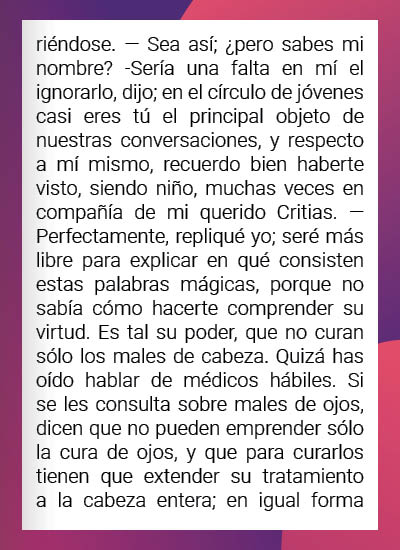 riéndose. — Sea así; ¿pero sabes mi
nombre? -Sería una falta en mí el
ignorarlo, dijo; en el círculo de jóvenes
casi eres tú el principal objeto de
nuestras conversaciones, y respecto
a mí mismo, recuerdo bien haberte
visto, siendo niño, muchas veces en
compañía de mi querido Critias. —
Perfectamente, repliqué yo; seré más
libre para explicar en qué consisten
estas palabras mágicas, porque no
sabía cómo hacerte comprender su
virtud. Es tal su poder, que no curan
sólo los males de cabeza. Quizá has
oído hablar de médicos hábiles. Si
se les consulta sobre males de ojos,
dicen que no pueden emprender sólo
la cura de ojos, y que para curarlos
tienen que extender su tratamiento
a la cabeza entera; en igual forma